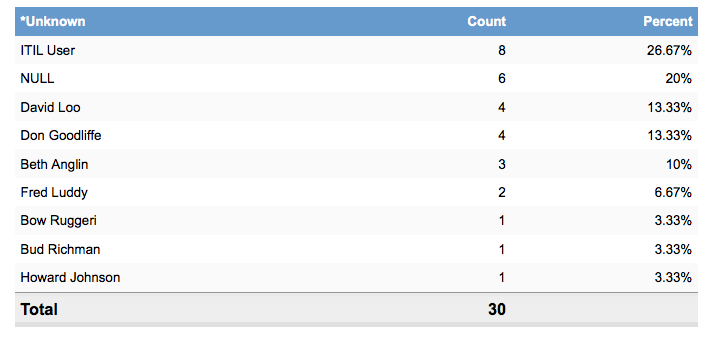 *Unknown Count Percent
ITIL User 8 26.67%
NULL 6 20%
David Loo 4 13.33%
Don Goodliffe 4 13.33%
Beth Anglin 3 10%
Fred Luddy 2 6.67%
Bow Ruggeri 1 3.33%
Bud Richman 1 3.33%
Howard Johnson 1 3.33%
Total 30